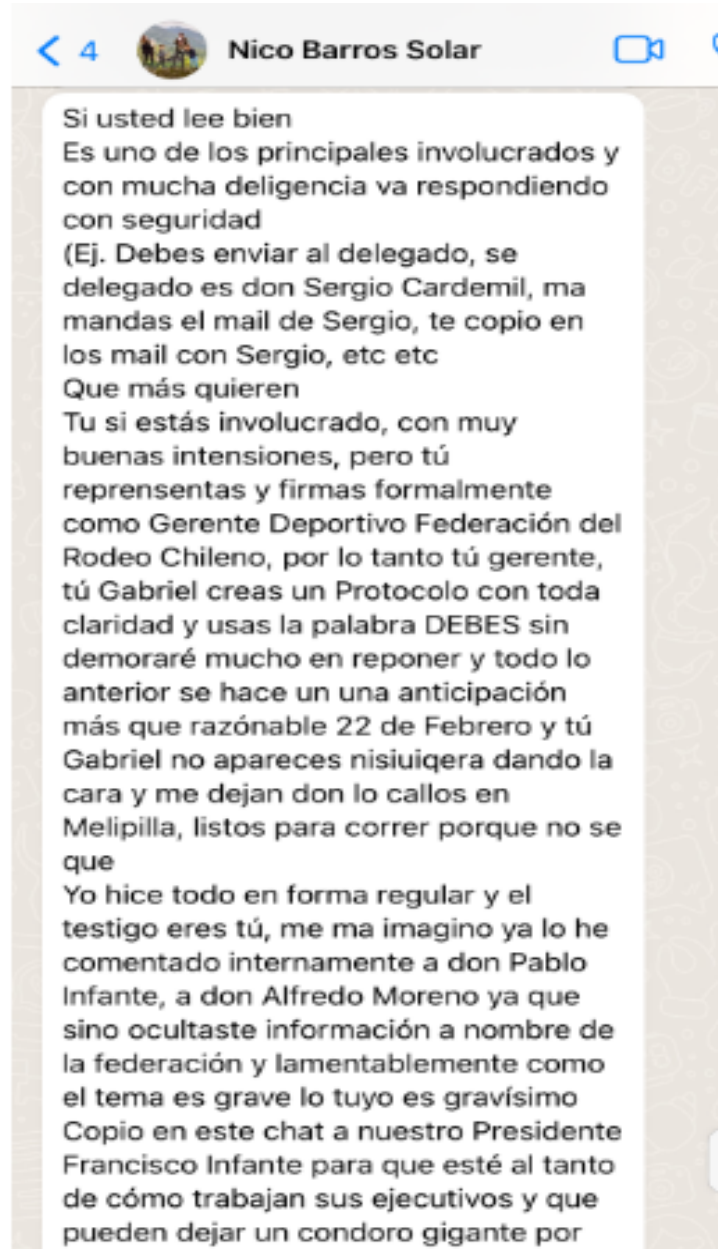 4
Nico Barros Solar
Si usted lee bien
Es uno de los principales involucrados y
con mucha deligencia va respondiendo
con seguridad
(Ej. Debes enviar al delegado, se
delegado es don Sergio Cardemil, ma
mandas el mail de Sergio, te copio en
los mail con Sergio, etc etc
Que más quieren
Tu si estás involucrado, con muy
buenas intensiones, pero tú
reprensentas y firmas formalmente
como Gerente Deportivo Federación del
Rodeo Chileno, por lo tanto tú gerente,
tú Gabriel creas un Protocolo con toda
claridad y usas la palabra DEBES sin
demoraré mucho en reponer y todo lo
anterior se hace un una anticipación
más que razónable 22 de Febrero y tú
Gabriel no apareces nisiuiqera dando la
cara y me dejan don lo callos en
Melipilla, listos para correr porque no se
que
Yo hice todo en forma regular y el
testigo eres tú, me ma imagino ya lo he
comentado internamente a don Pablo
Infante, a don Alfredo Moreno ya que
sino ocultaste información a nombre de
la federación y lamentablemente como
el tema es grave lo tuyo es gravísimo
Copio en este chat a nuestro Presidente
Francisco Infante para que esté al tanto
de cómo trabajan sus ejecutivos y que
pueden dejar un condoro gigante por